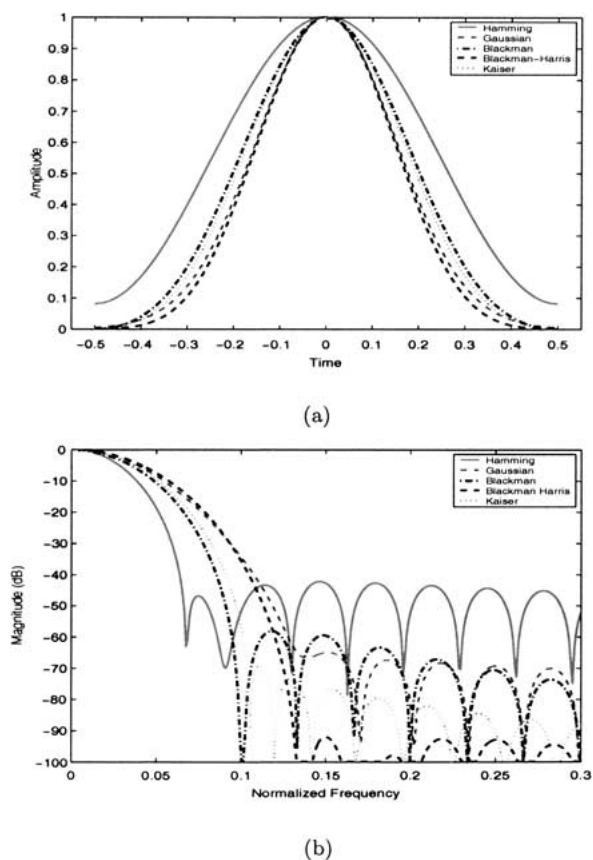 1
0.9
0.8
0.7
0.6
0.5
0.4
0.3
0.2
0.1
0
Amplitude
Hamming
Gaussian
Blackman
Blackman-Harris
Kaiser
-0.5 -0.4 -0.3 -0.2 -0.1 0 0.1 0.2 0.3 0.4 0.5
Time
(a)
0
-10
-20
-30
-40
-50
-60
-70
-80
-90
-100
Magnitude (dB)
Hamming
Gaussian
Blackman
Blackman Harris
Kaiser
0 0.05 0.1 0.15 0.2 0.25 0.3
Normalized Frequency
(b)